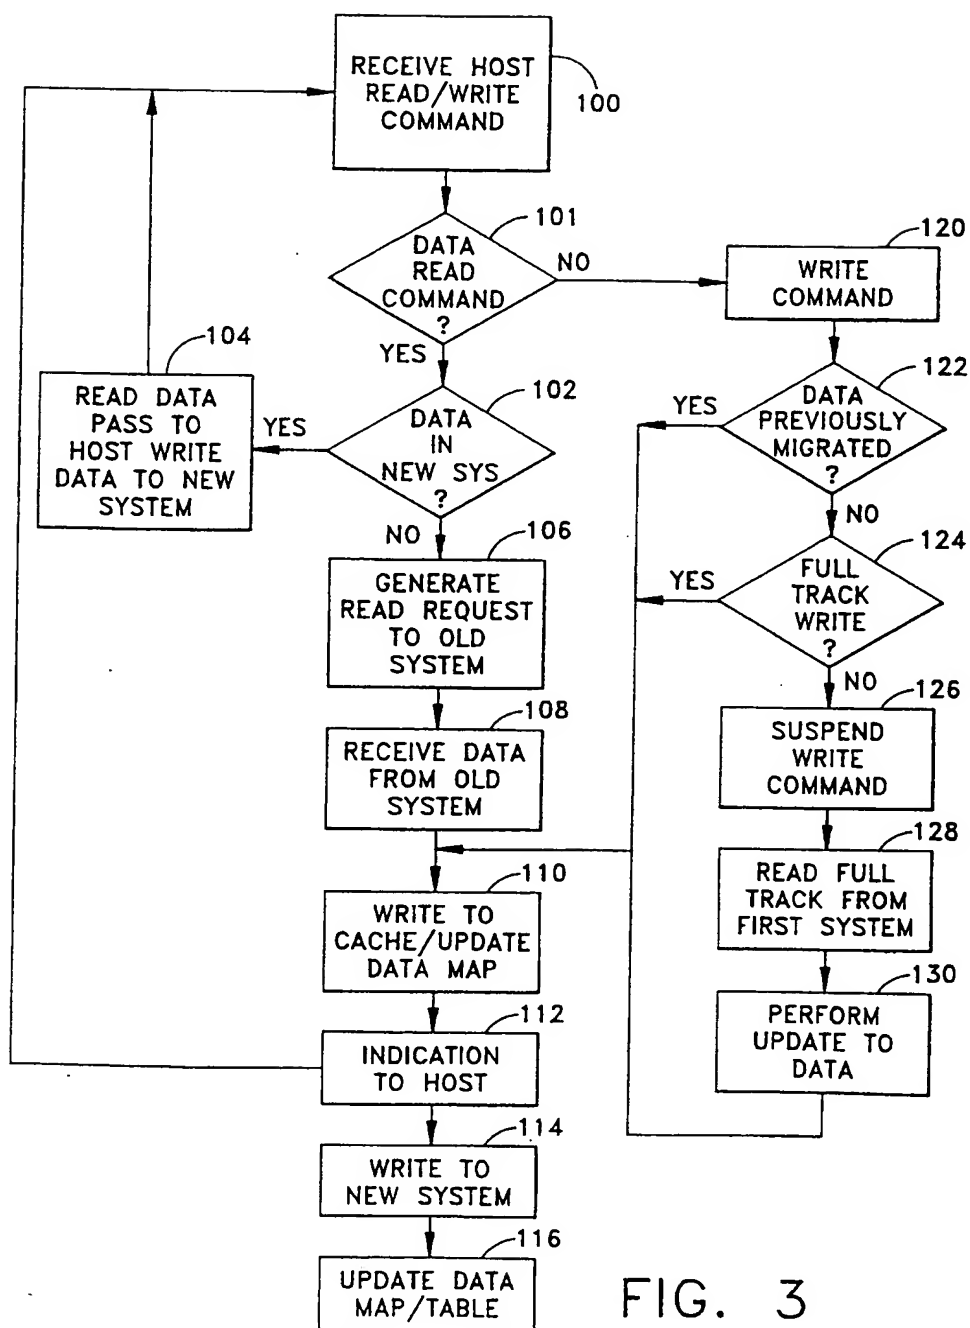 RECEIVE HOST
READ/WRITE
COMMAND
100
DATA
READ
COMMAND
?
101
NO
YES
120
WRITE
COMMAND
104
READ DATA
PASS TO
HOST WRITE
DATA TO NEW
SYSTEM
YES
DATA
IN
NEW SYS
?
102
NO
122
YES
DATA
PREVIOUSLY
MIGRATED
?
NO
106
GENERATE
READ REQUEST
TO OLD
SYSTEM
124
YES
FULL
TRACK
WRITE
?
NO
108
RECEIVE DATA
FROM OLD
SYSTEM
126
SUSPEND
WRITE
COMMAND
128
READ FULL
TRACK FROM
FIRST SYSTEM
110
WRITE TO
CACHE/UPDATE
DATA MAP
130
PERFORM
UPDATE TO
DATA
112
INDICATION
TO HOST
114
WRITE TO
NEW SYSTEM
116
UPDATE DATA
MAP/TABLE
FIG. 3